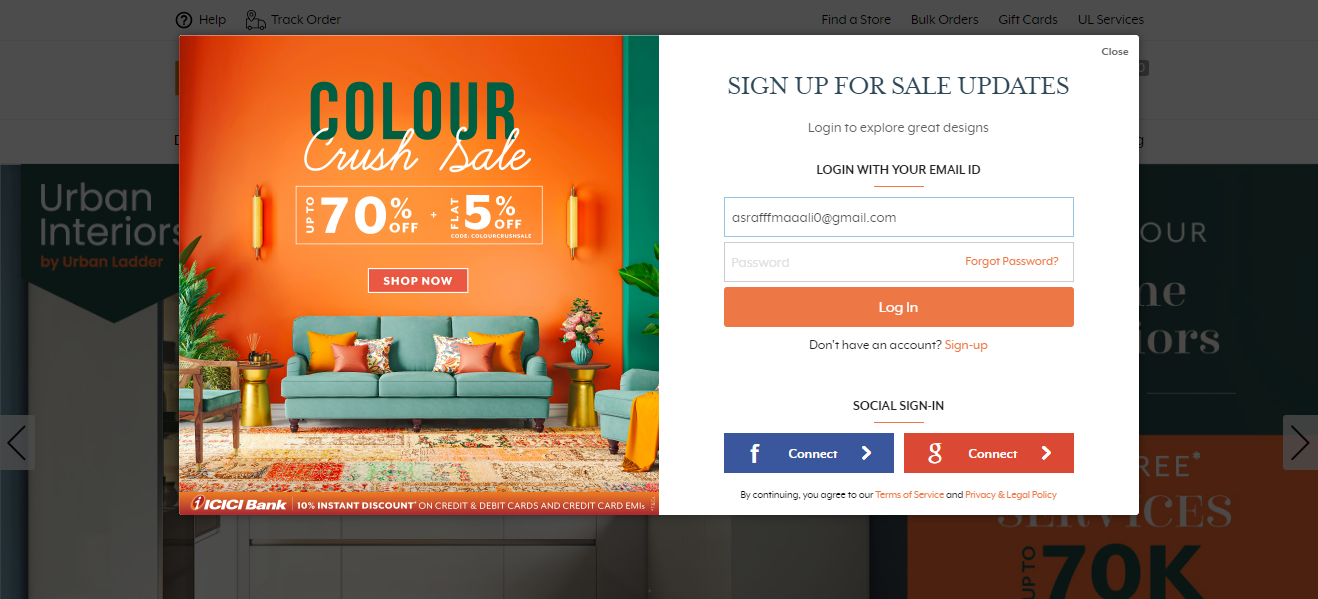 Help
Track Order
Find a Store
Bulk Orders
Gift Cards
UL Services
Close
COLOUR
Crush Sale
UP TO 70% OFF + FLAT 5% OFF
CODE: COLOURCRUSHSALE
SHOP NOW
ICICI Bank | 10% INSTANT DISCOUNT* ON CREDIT & DEBIT CARDS AND CREDIT CARD EMIs
SIGN UP FOR SALE UPDATES
Login to explore great designs
LOGIN WITH YOUR EMAIL ID
asrafffmaaali0@gmail.com
Password
Forgot Password?
Log In
Don't have an account? Sign-up
SOCIAL SIGN-IN
f Connect
g Connect
By continuing, you agree to our Terms of Service and Privacy & Legal Policy
Urban
Interiors
by Urban Ladder
OUR
SERVICES
UP TO 70K